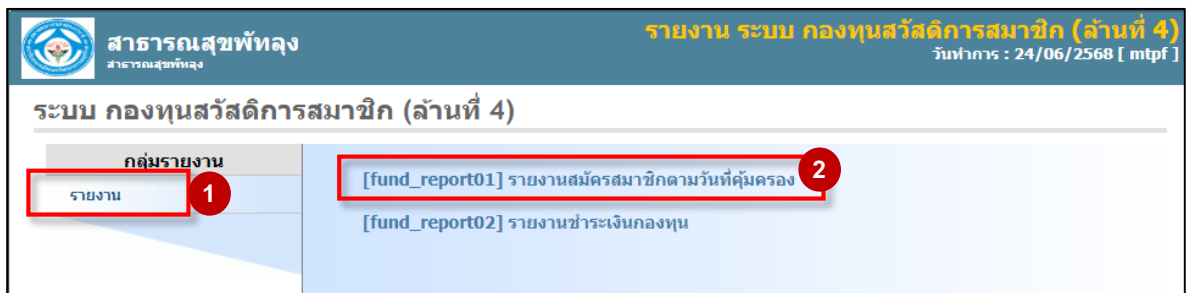 สาธารณสุขพัทลุง
สาธารณสุขพัทลุง
รายงาน ระบบ กองทุนสวัสดิการสมาชิก (ล้านที่ 4)
วันทำการ : 24/06/2568 [ mtpf ]
ระบบ กองทุนสวัสดิการสมาชิก (ล้านที่ 4)
กลุ่มรายงาน
รายงาน
1
[fund_report01] รายงานสมัครสมาชิกตามวันที่คุ้มครอง
2
[fund_report02] รายงานชำระเงินกองทุน